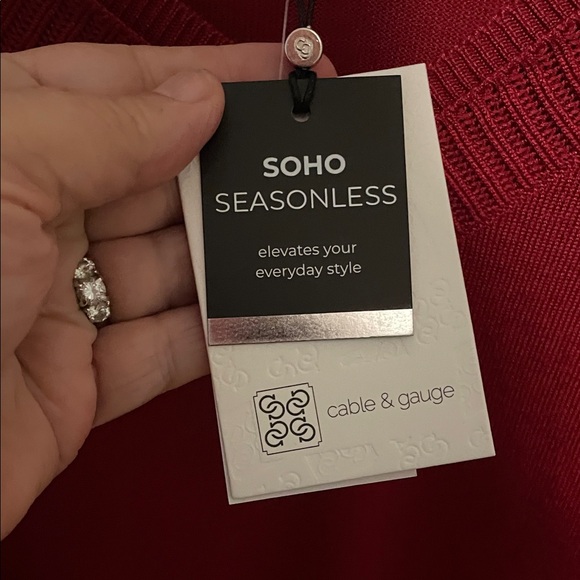 SOHO
SEASONLESS
elevates your
everyday style
cable & gauge